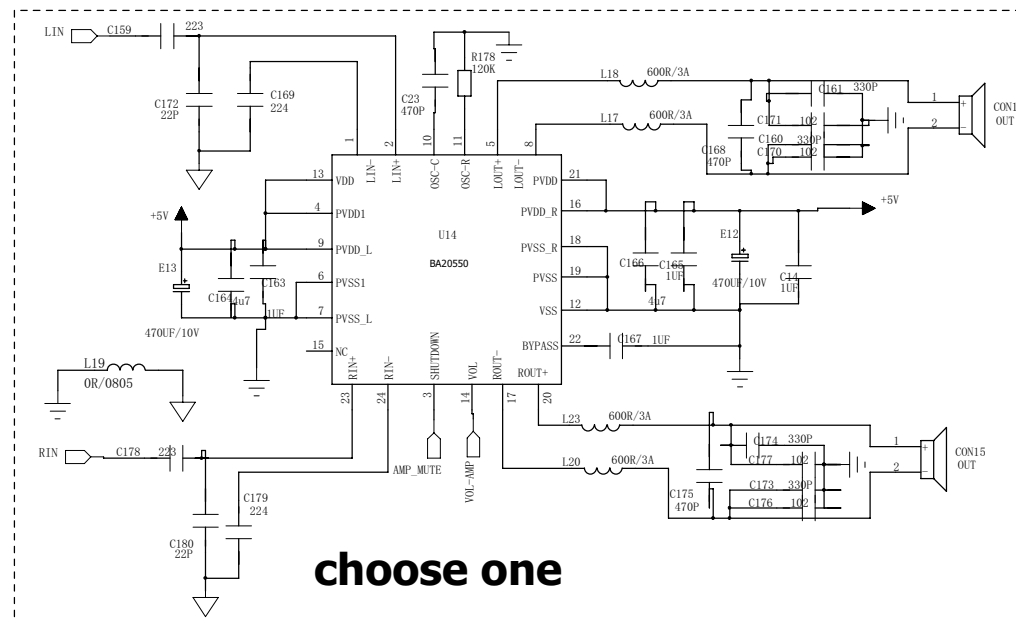 LIN
C159
223
C172
22P
C169
224
C23
470P
R178
120K
L18
600R/3A
L17
600R/3A
C161
330P
C171
102
C160
330P
C170
102
C168
470P
1
2
+
-
OUT
1
2
10
11
5
8
LIN-
LIN+
OSC-C
OSC-R
LOUT+
LOUT-
13
VDD
4
PVDD1
9
PVDD_L
6
PVSS1
7
PVSS_L
15
NC
U14
BA20550
PVDD
21
PVDD_R
16
PVSS_R
18
PVSS
19
VSS
12
BYPASS
22
RIN+
RIN-
SHUTDOWN
VOL
ROUT-
ROUT+
23
24
3
14
17
20
+5V
E13
470UF/10V
C164
4u7
C163
1UF
+5V
C166
4u7
C165
1UF
E12
470UF/10V
C14
1UF
C167
1UF
L19
0R/0805
RIN
C178
223
C180
22P
C179
224
AMP_MUTE
VOL-AMP
L23
600R/3A
L20
600R/3A
C174
330P
C177
102
C173
330P
C176
102
C175
470P
1
2
+
-
CON15
OUT
choose one